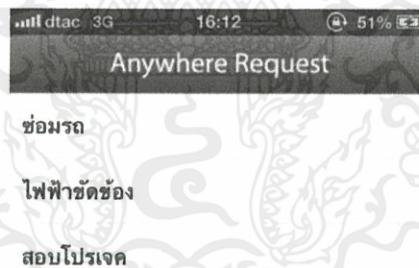 dtac 3G 16:12 51%
Anywhere Request
ซ่อมรถ
ไฟฟ้าขัดข้อง
สอบโปรเจค